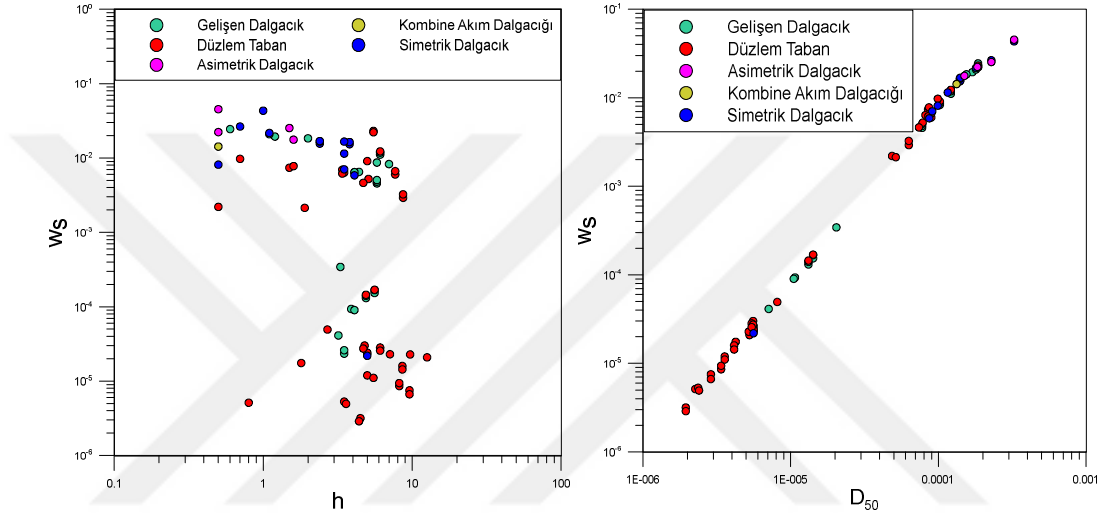 Gelişen Dalgacık
Kombine Akım Dalgacığı
Düzlem Taban
Simetrik Dalgacık
Asimetrik Dalgacık
10⁰
10⁻¹
10⁻²
10⁻³
10⁻⁴
10⁻⁵
10⁻⁶
ws
0.1 1 10 100
h
Gelişen Dalgacık
Düzlem Taban
Asimetrik Dalgacık
Kombine Akım Dalgacığı
Simetrik Dalgacık
10⁰
10⁻¹
10⁻²
10⁻³
10⁻⁴
10⁻⁵
10⁻⁶
ws
1E-006 1E-005 0.0001 0.001
D₅₀